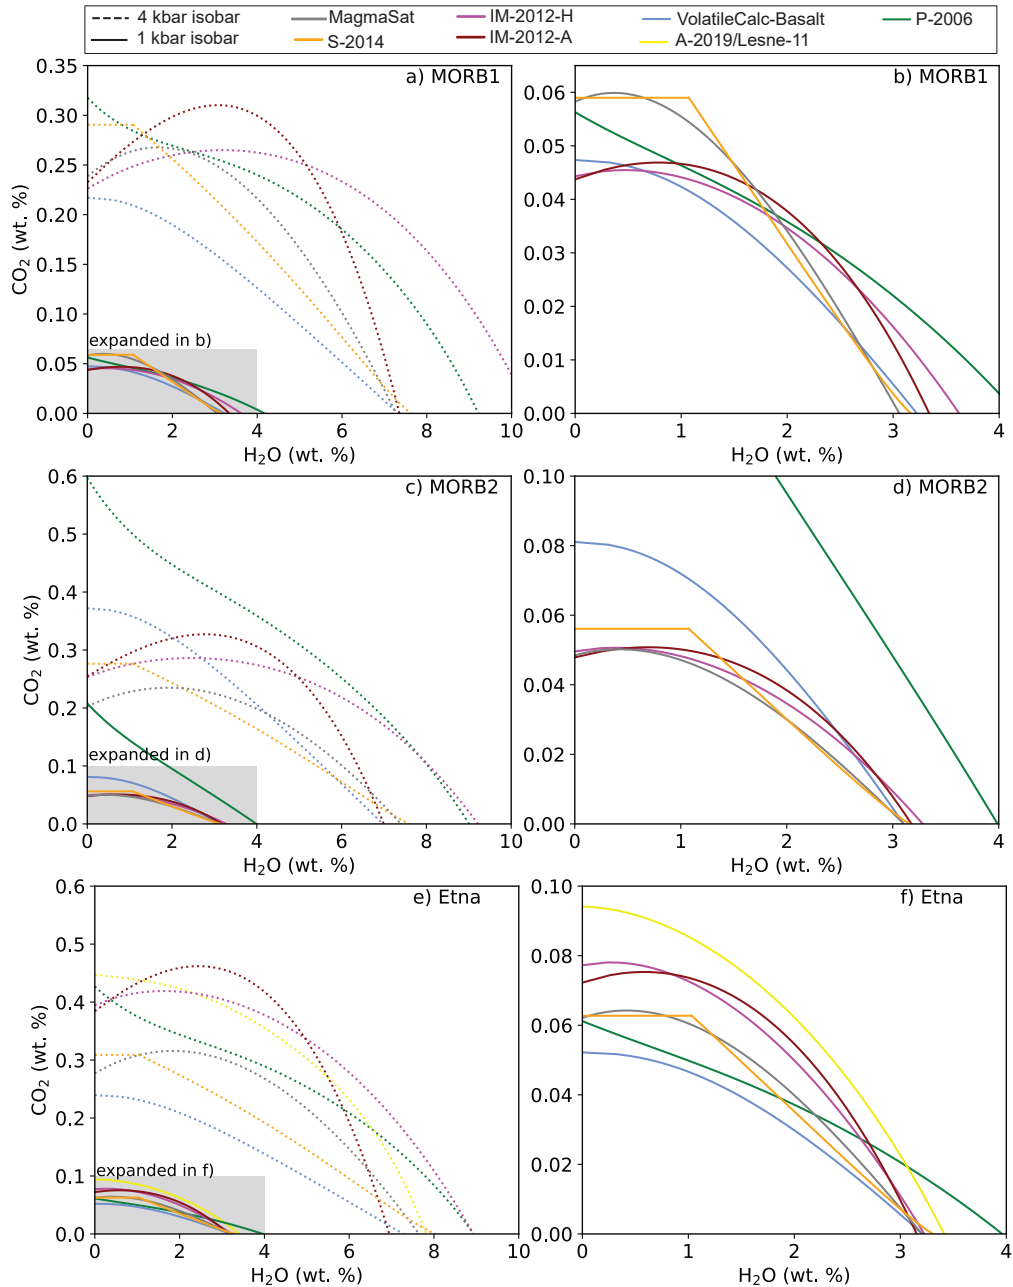 4 kbar isobar MagmaSat IM-2012-H VolatileCalc-Basalt P-2006
1 kbar isobar S-2014 IM-2012-A A-2019/Lesne-11
a) MORB1
0.35
0.30
0.25
0.20
0.15
0.10
0.05
0.00
CO2 (wt. %)
expanded in b)
0 2 4 6 8 10
H2O (wt. %)
b) MORB1
0.06
0.05
0.04
0.03
0.02
0.01
0.00
0 1 2 3 4
H2O (wt. %)
c) MORB2
0.6
0.5
0.4
0.3
0.2
0.1
0.0
CO2 (wt. %)
expanded in d)
0 2 4 6 8 10
H2O (wt. %)
d) MORB2
0.10
0.08
0.06
0.04
0.02
0.00
0 1 2 3 4
H2O (wt. %)
e) Etna
0.6
0.5
0.4
0.3
0.2
0.1
0.0
CO2 (wt. %)
expanded in f)
0 2 4 6 8 10
H2O (wt. %)
f) Etna
0.10
0.08
0.06
0.04
0.02
0.00
0 1 2 3 4
H2O (wt. %)